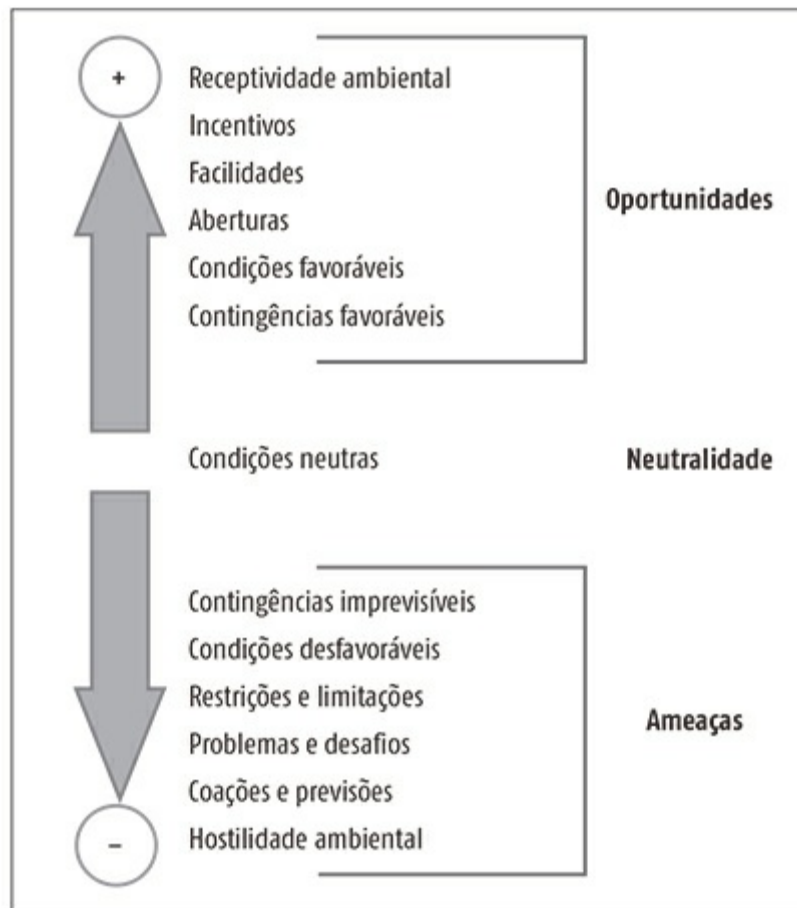 +
Receptividade ambiental
Incentivos
Facilidades
Aberturas
Condições favoráveis
Contingências favoráveis
Oportunidades
Condições neutras
Neutralidade
Contingências imprevisíveis
Condições desfavoráveis
Restrições e limitações
Problemas e desafios
Coações e previsões
Hostilidade ambiental
Ameaças
–